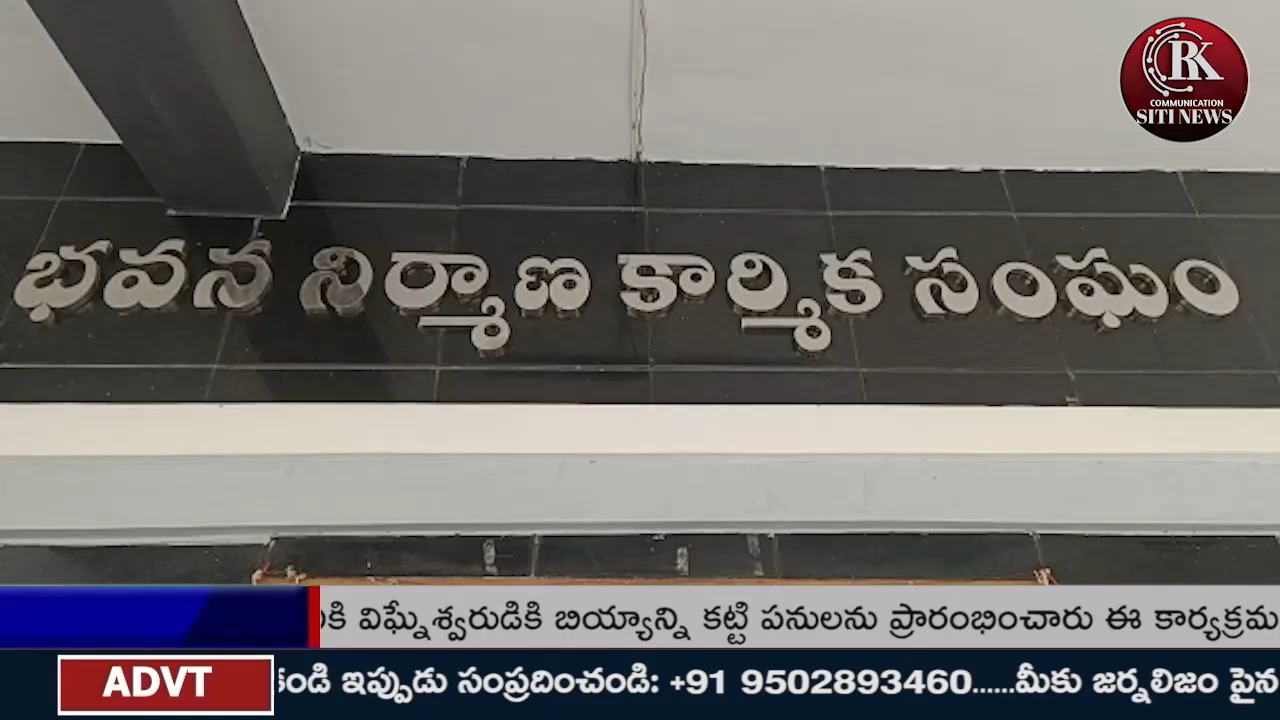 RK
COMMUNICATION
SITI NEWS
భవన నిర్మాణ కార్మిక సంఘం
కి విఘ్నేశ్వరుడికి బియ్యాన్ని కట్టి పనులను ప్రారంభించారు ఈ కార్యక్రమ
ADVT
కండి ఇప్పుడు సంప్రదించండి: +91 9502893460......మీకు జర్నలిజం పైన